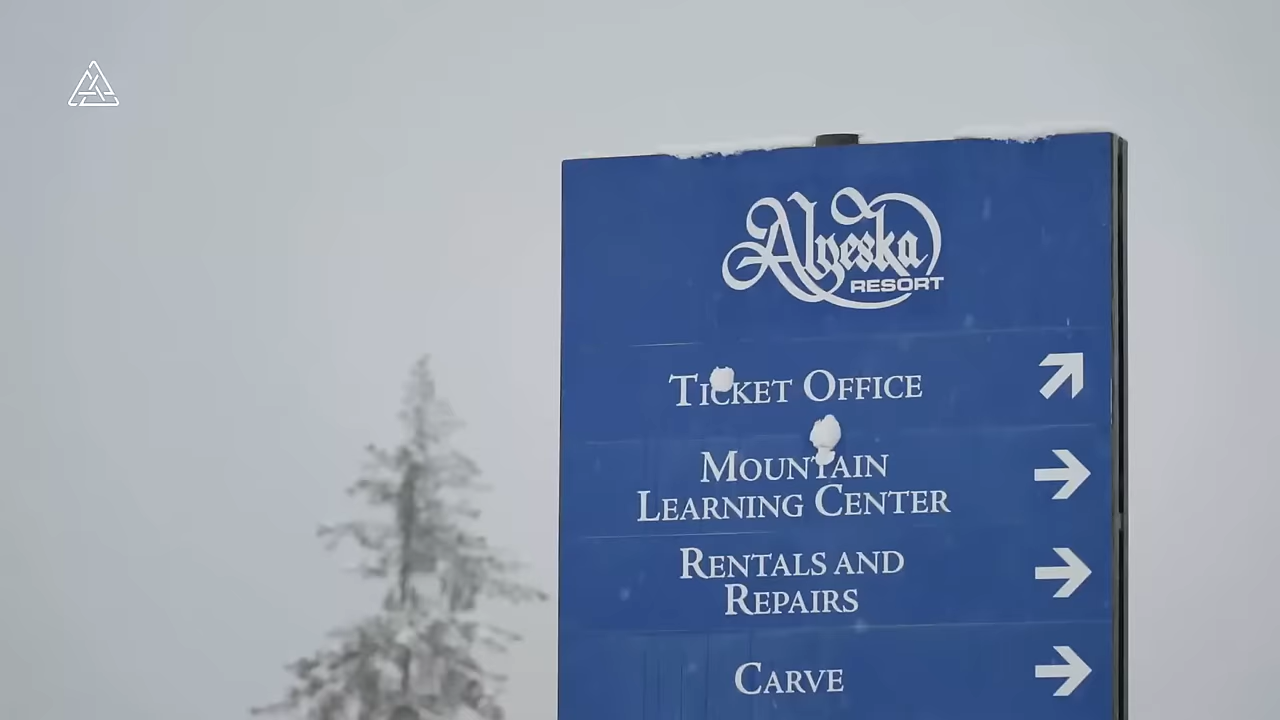 Alyeska
RESORT
TICKET OFFICE
MOUNTAIN
LEARNING CENTER
RENTALS AND
REPAIRS
CARVE